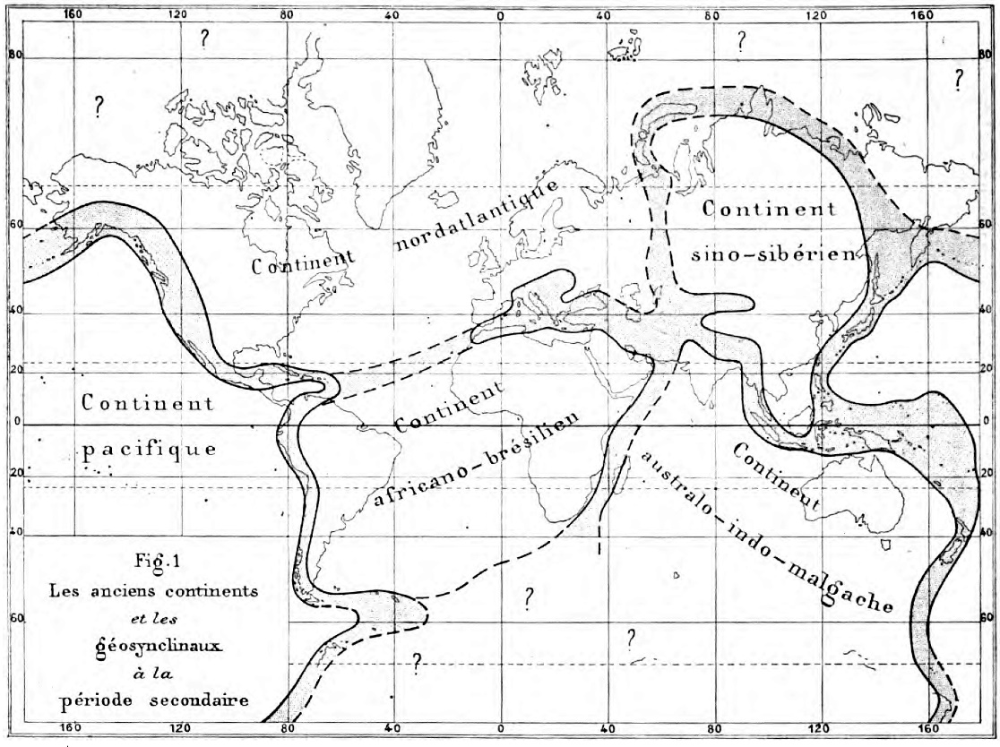 160 120 80 40 0 40 80 120 160
? ?
80 80
? ?
60 60
Continent nordatlantique
Continent
sino-sibérien
40 40
20 20
Continent
pacifique
Continent
africano-brésilien
0 0
Contineut
australo-indo-malgache
20 20
40 40
Fig.1
Les anciens continents
et les
géosynclinaux
à la
période secondaire
?
60 60
?
?
160 120 80 40 0 40 80 120 160